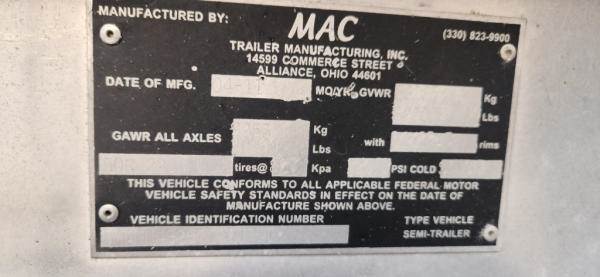 MANUFACTURED BY:
MAC
(330) 823-9900
TRAILER MANUFACTURING, INC.
14599 COMMERCE STREET
ALLIANCE, OHIO 44601
DATE OF MFG. MO/YR. GVWR Kg
Lbs
GAWR ALL AXLES Kg
Lbs with rims
tires@ Kpa PSI COLD
THIS VEHICLE CONFORMS TO ALL APPLICABLE FEDERAL MOTOR
VEHICLE SAFETY STANDARDS IN EFFECT ON THE DATE OF
MANUFACTURE SHOWN ABOVE.
VEHICLE IDENTIFICATION NUMBER TYPE VEHICLE
SEMI-TRAILER